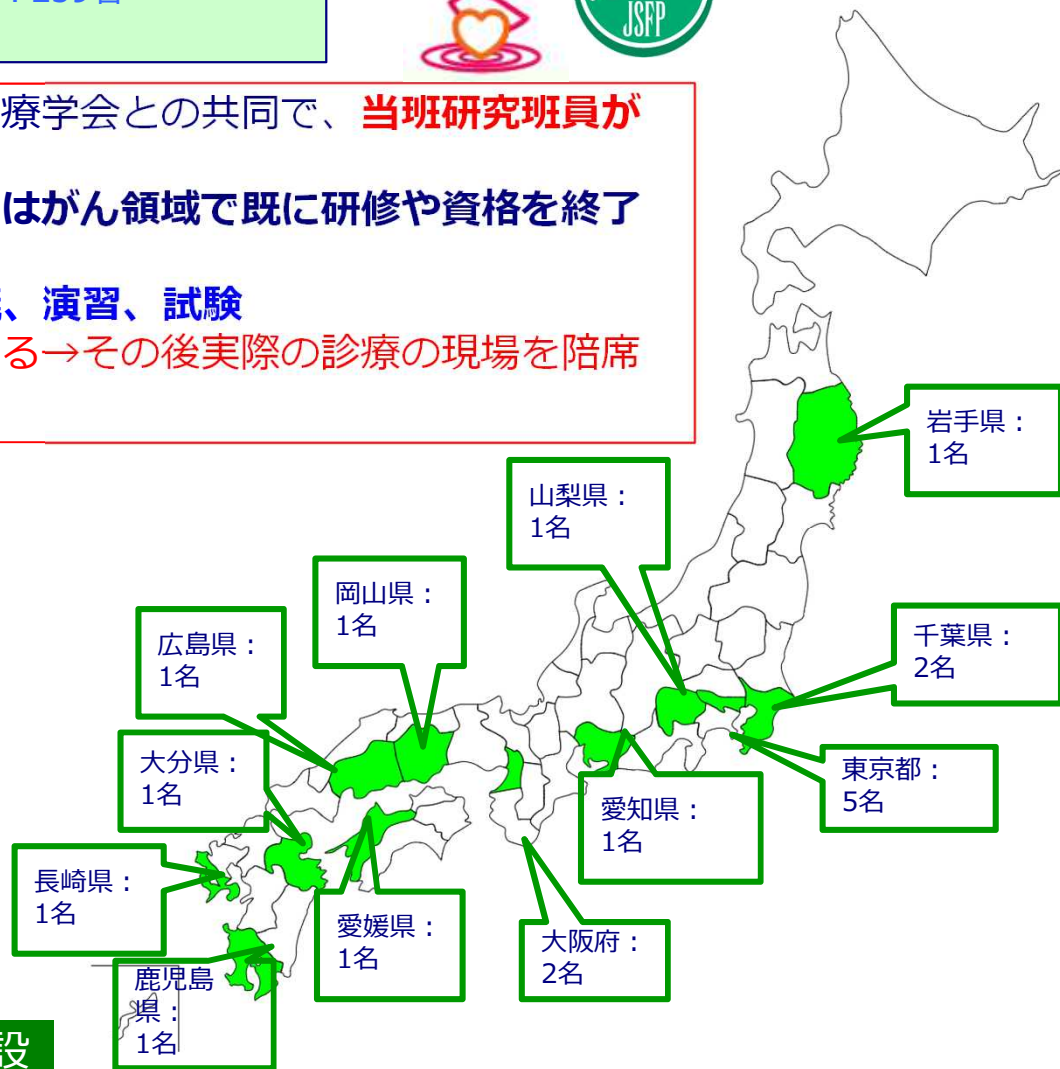 259名
JSFP
療学会との共同で、当班研究班員が
はがん領域で既に研修や資格を終了
、演習、試験
る→その後実際の診療の現場を陪席
岩手県：
1名
山梨県：
1名
岡山県：
1名
広島県：
1名
千葉県：
2名
大分県：
1名
東京都：
5名
愛知県：
1名
長崎県：
1名
愛媛県：
1名
大阪府：
2名
鹿児島
県：
1名
設